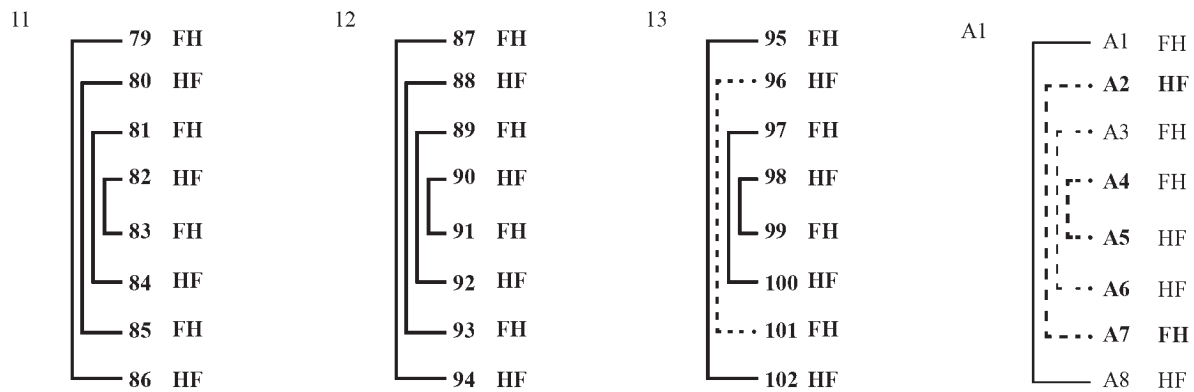 11
79 FH
80 HF
81 FH
82 HF
83 FH
84 HF
85 FH
86 HF
12
87 FH
88 HF
89 FH
90 HF
91 FH
92 HF
93 FH
94 HF
13
95 FH
96 HF
97 FH
98 HF
99 FH
100 HF
101 FH
102 HF
A1
A1 FH
A2 HF
A3 FH
A4 FH
A5 HF
A6 HF
A7 FH
A8 HF